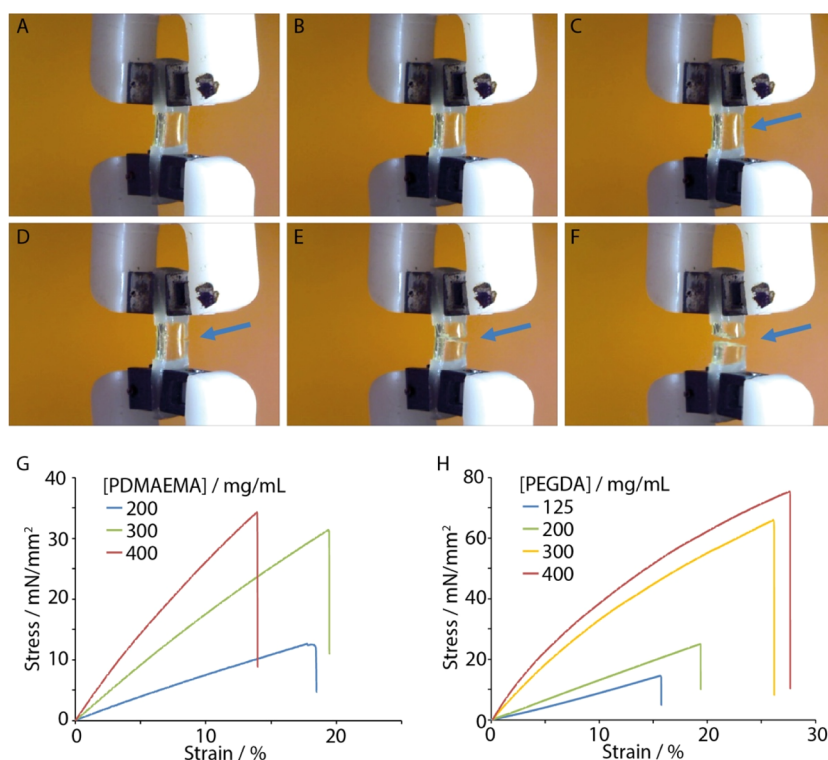 A
B
C
D
E
F
G
[PDMAEMA] / mg/mL
200
300
400
40
30
20
10
0
Stress / mN/mm²
0
10
20
Strain / %
H
[PEGDA] / mg/mL
125
200
300
400
80
60
40
20
0
Stress / mN/mm²
0
10
20
30
Strain / %